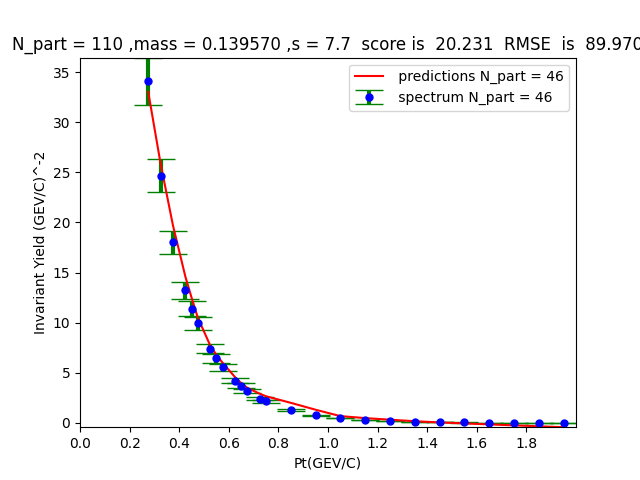 N_part = 110 ,mass = 0.139570 ,s = 7.7  score is  20.231  RMSE  is  89.970
predictions N_part = 46
spectrum N_part = 46
35
30
25
20
15
10
5
0
Invariant Yield (GEV/C)^-2
0.0 0.2 0.4 0.6 0.8 1.0 1.2 1.4 1.6 1.8
Pt(GEV/C)